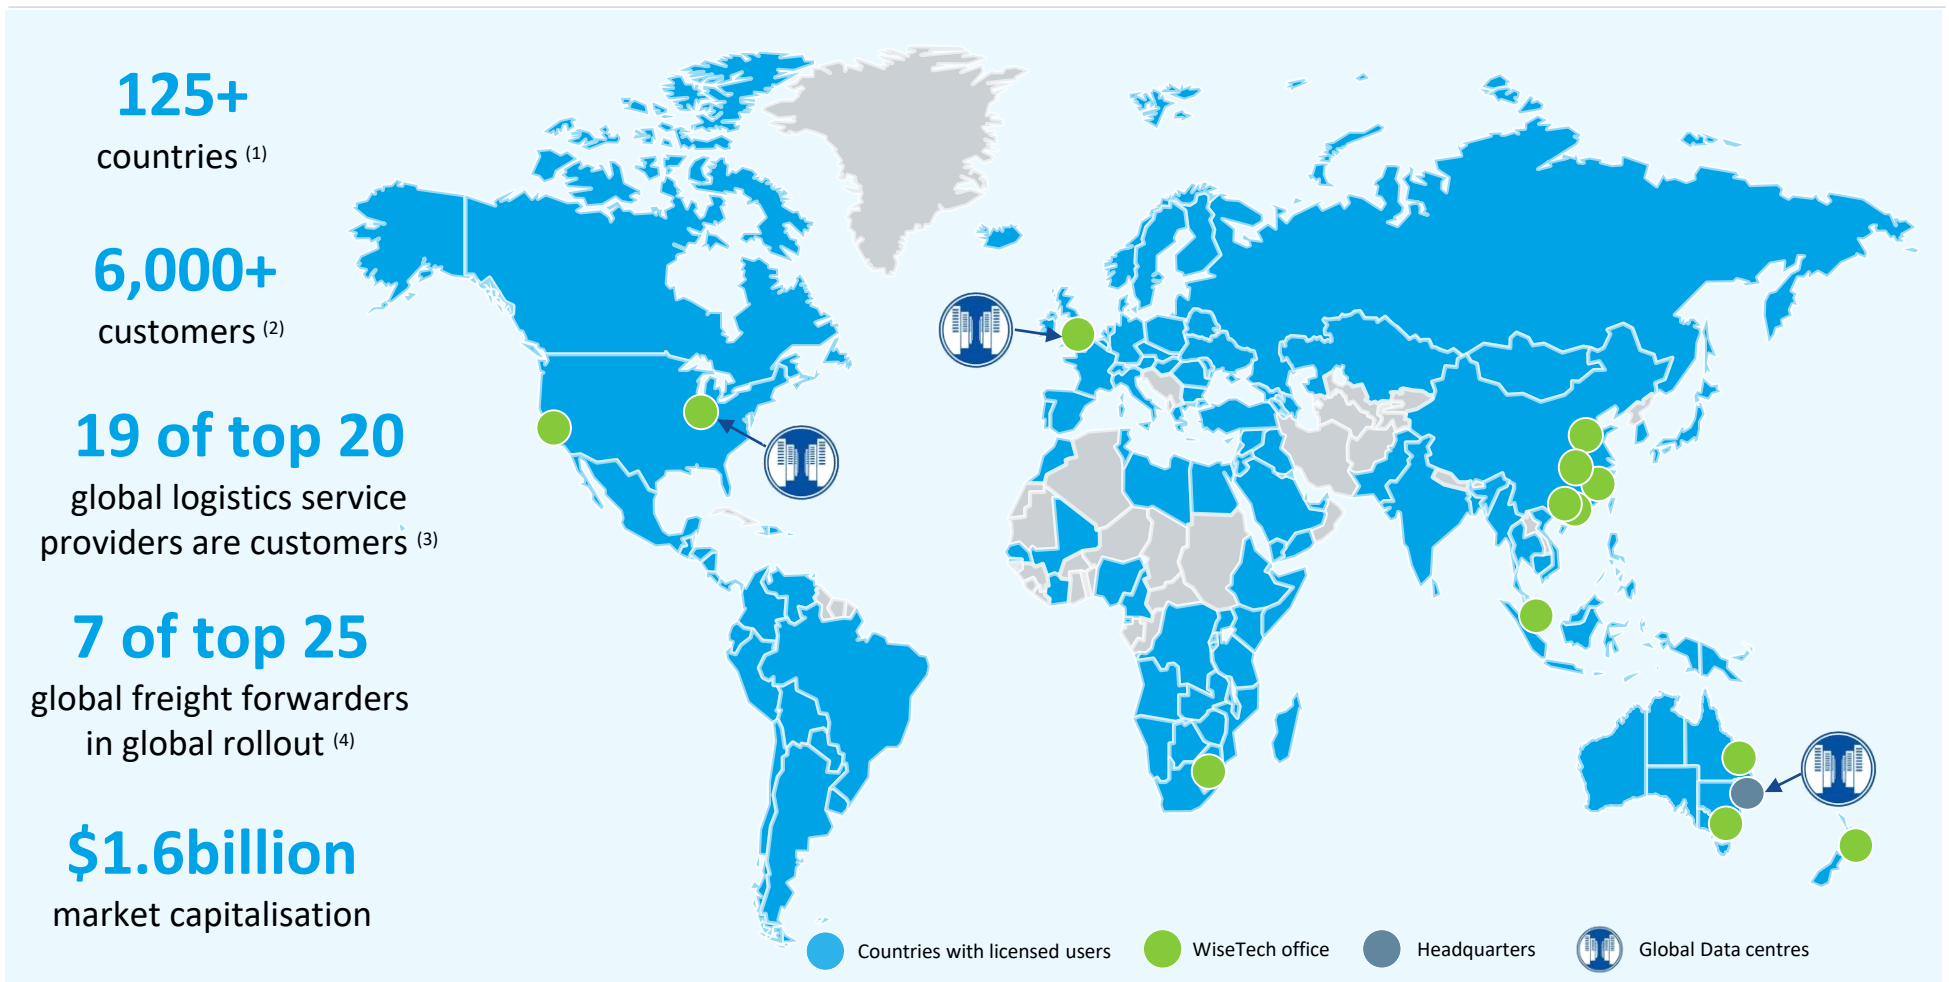 125+
countries (1)
6,000+
customers (2)
19 of top 20
global logistics service
providers are customers (3)
7 of top 25
global freight forwarders
in global rollout (4)
$1.6billion
market capitalisation
Countries with licensed users
WiseTech office
Headquarters
Global Data centres